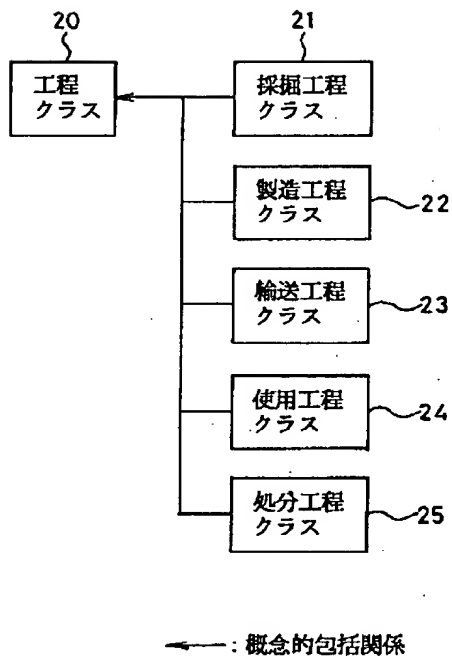 20
21
工程
クラス
採掘工程
クラス
製造工程
クラス
22
輸送工程
クラス
23
使用工程
クラス
24
処分工程
クラス
25
:概念的包括関係